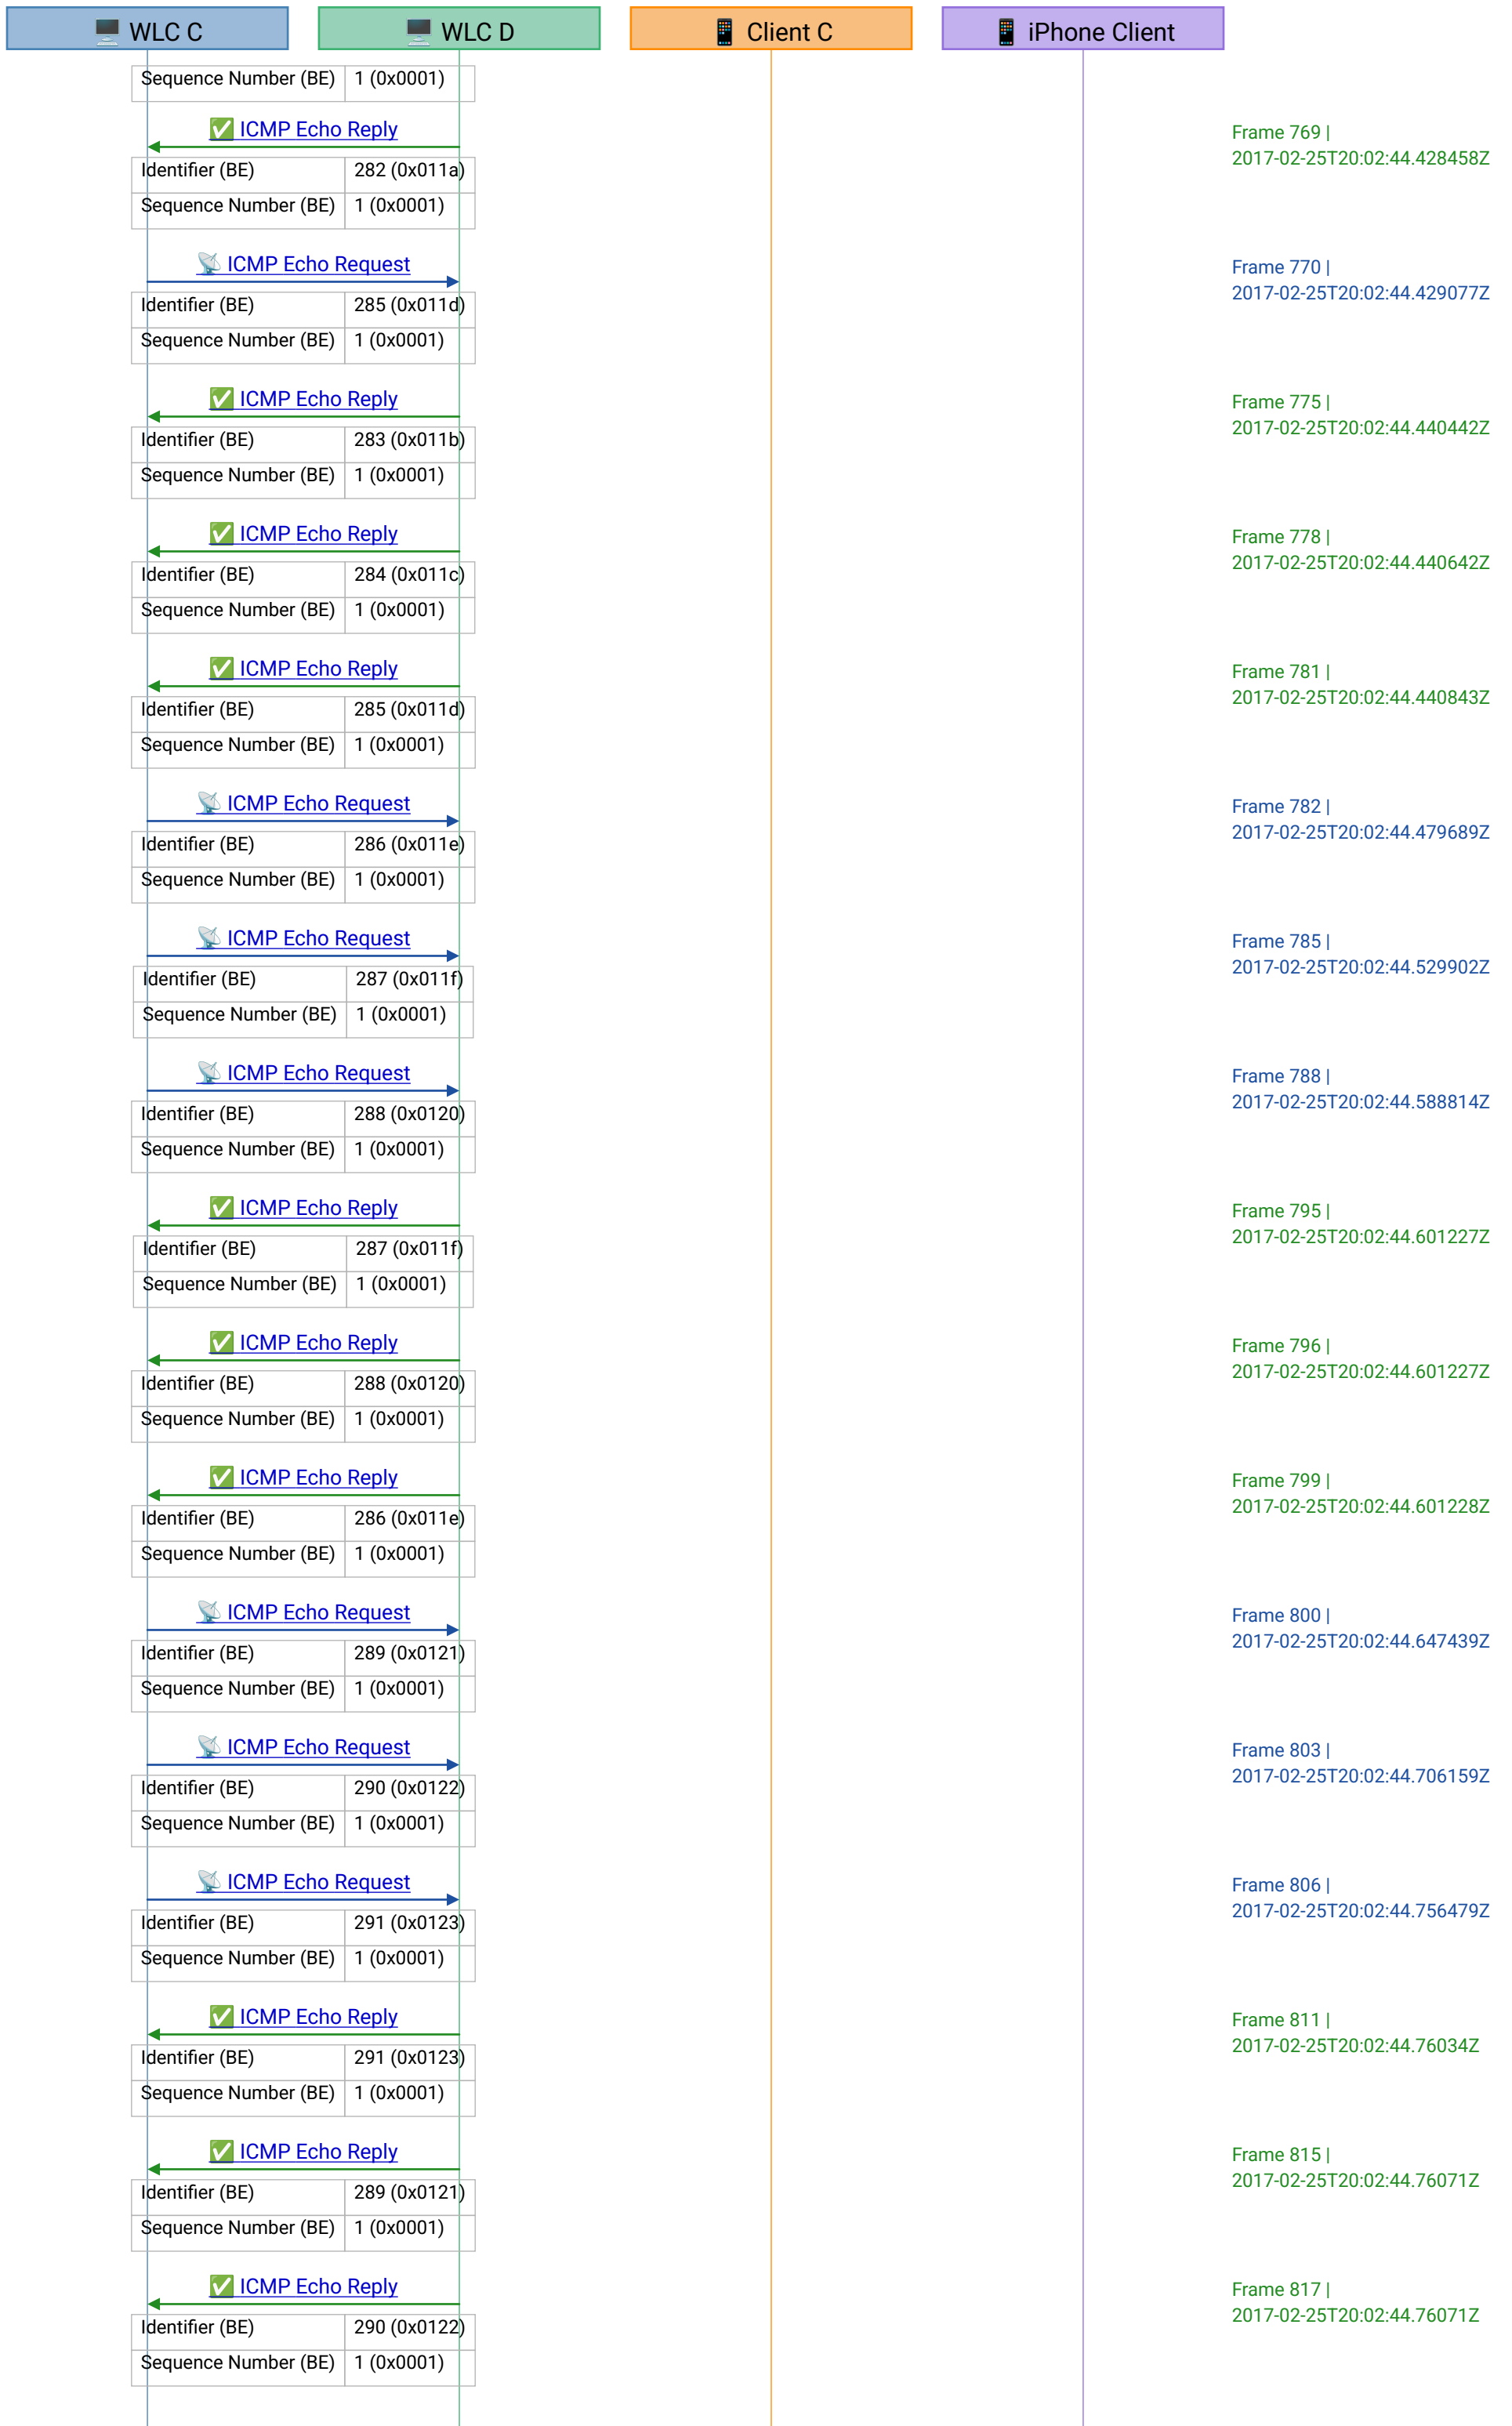 WLC C WLC D Client C iPhone Client
Sequence Number (BE) 1 (0x0001)
ICMP Echo Reply
Frame 769 |
2017-02-25T20:02:44.428458Z
Identifier (BE) 282 (0x011a)
Sequence Number (BE) 1 (0x0001)
ICMP Echo Request
Frame 770 |
2017-02-25T20:02:44.429077Z
Identifier (BE) 285 (0x011d)
Sequence Number (BE) 1 (0x0001)
ICMP Echo Reply
Frame 775 |
2017-02-25T20:02:44.440442Z
Identifier (BE) 283 (0x011b)
Sequence Number (BE) 1 (0x0001)
ICMP Echo Reply
Frame 778 |
2017-02-25T20:02:44.440642Z
Identifier (BE) 284 (0x011c)
Sequence Number (BE) 1 (0x0001)
ICMP Echo Reply
Frame 781 |
2017-02-25T20:02:44.440843Z
Identifier (BE) 285 (0x011d)
Sequence Number (BE) 1 (0x0001)
ICMP Echo Request
Frame 782 |
2017-02-25T20:02:44.479689Z
Identifier (BE) 286 (0x011e)
Sequence Number (BE) 1 (0x0001)
ICMP Echo Request
Frame 785 |
2017-02-25T20:02:44.529902Z
Identifier (BE) 287 (0x011f)
Sequence Number (BE) 1 (0x0001)
ICMP Echo Request
Frame 788 |
2017-02-25T20:02:44.588814Z
Identifier (BE) 288 (0x0120)
Sequence Number (BE) 1 (0x0001)
ICMP Echo Reply
Frame 795 |
2017-02-25T20:02:44.601227Z
Identifier (BE) 287 (0x011f)
Sequence Number (BE) 1 (0x0001)
ICMP Echo Reply
Frame 796 |
2017-02-25T20:02:44.601227Z
Identifier (BE) 288 (0x0120)
Sequence Number (BE) 1 (0x0001)
ICMP Echo Reply
Frame 799 |
2017-02-25T20:02:44.601228Z
Identifier (BE) 286 (0x011e)
Sequence Number (BE) 1 (0x0001)
ICMP Echo Request
Frame 800 |
2017-02-25T20:02:44.647439Z
Identifier (BE) 289 (0x0121)
Sequence Number (BE) 1 (0x0001)
ICMP Echo Request
Frame 803 |
2017-02-25T20:02:44.706159Z
Identifier (BE) 290 (0x0122)
Sequence Number (BE) 1 (0x0001)
ICMP Echo Request
Frame 806 |
2017-02-25T20:02:44.756479Z
Identifier (BE) 291 (0x0123)
Sequence Number (BE) 1 (0x0001)
ICMP Echo Reply
Frame 811 |
2017-02-25T20:02:44.76034Z
Identifier (BE) 291 (0x0123)
Sequence Number (BE) 1 (0x0001)
ICMP Echo Reply
Frame 815 |
2017-02-25T20:02:44.76071Z
Identifier (BE) 289 (0x0121)
Sequence Number (BE) 1 (0x0001)
ICMP Echo Reply
Frame 817 |
2017-02-25T20:02:44.76071Z
Identifier (BE) 290 (0x0122)
Sequence Number (BE) 1 (0x0001)